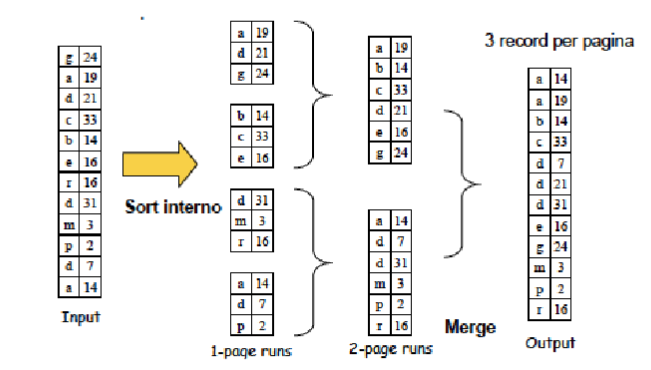 3 record per pagina
g 24
a 19
d 21
c 33
b 14
e 16
r 16
d 31
m 3
p 2
d 7
a 14
Input
Sort interno
a 19
d 21
g 24
b 14
c 33
e 16
d 31
m 3
r 16
a 14
d 7
p 2
1-page runs
a 19
b 14
c 33
d 21
e 16
g 24
a 14
d 7
d 31
m 3
p 2
r 16
2-page runs
Merge
a 14
a 19
b 14
c 33
d 7
d 21
d 31
e 16
g 24
m 3
p 2
r 16
Output